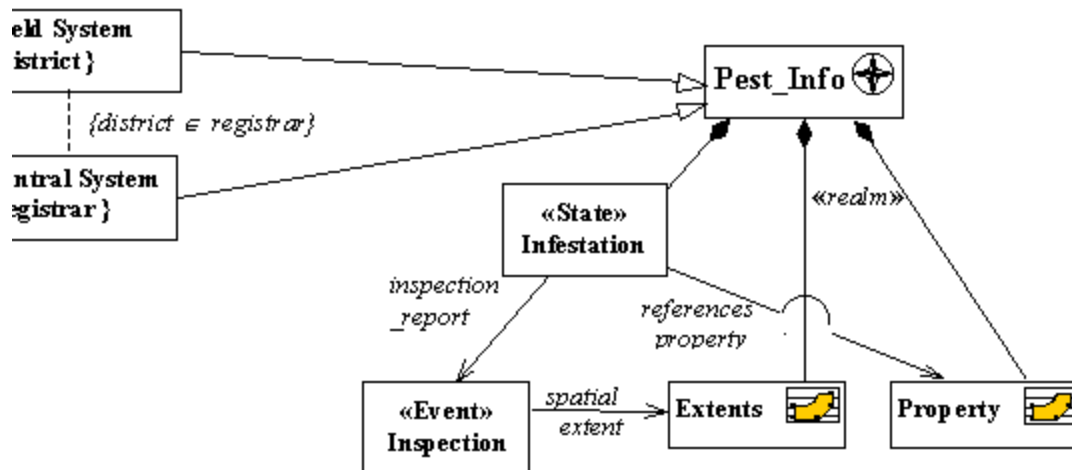 eld System
istrict}
{district ∈ registrar}
ntral System
egistrar}
Pest_Info
«realm»
«State»
Infestation
inspection
_report
references
property
«Event»
Inspection
spatial
extent
Extents
Property